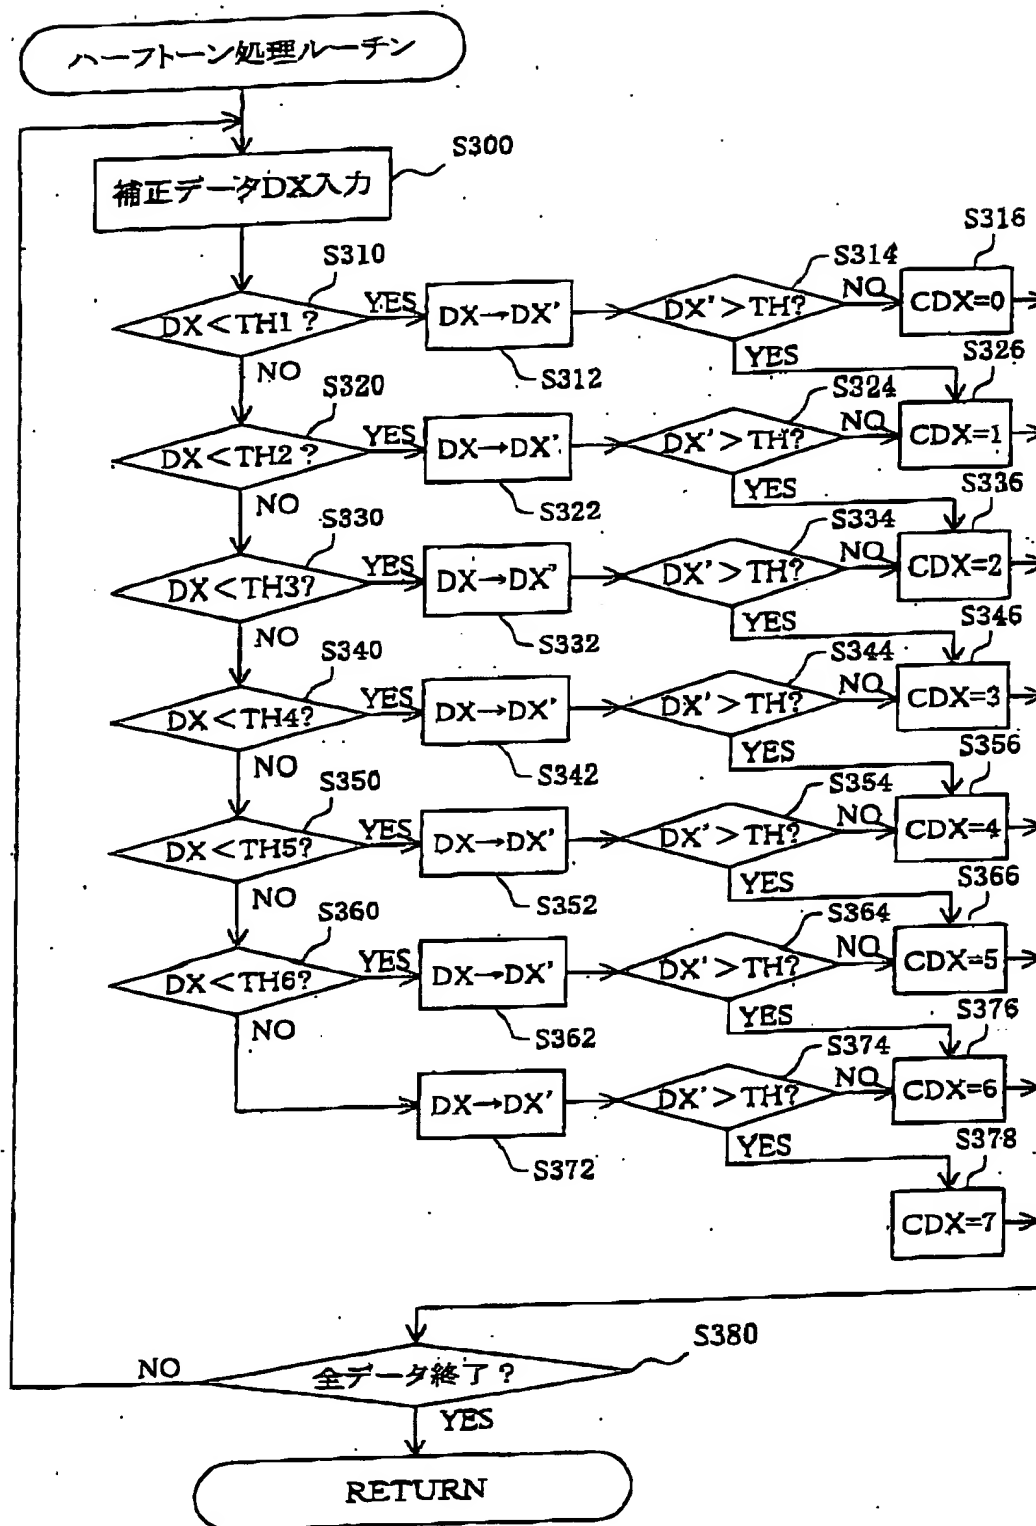 ハーフトーン処理ルーチン
S300
補正データDX入力
S310
DX<TH1?
YES
NO
DX→DX'
S312
S314
DX'>TH?
NO
YES
S316
CDX=0
S320
DX<TH2?
YES
NO
DX→DX'
S322
S324
DX'>TH?
NO
YES
S326
CDX=1
S330
DX<TH3?
YES
NO
DX→DX'
S332
S334
DX'>TH?
NO
YES
S336
CDX=2
S340
DX<TH4?
YES
NO
DX→DX'
S342
S344
DX'>TH?
NO
YES
S346
CDX=3
S350
DX<TH5?
YES
NO
DX→DX'
S352
S354
DX'>TH?
NO
YES
S356
CDX=4
S360
DX<TH6?
YES
NO
DX→DX'
S362
S364
DX'>TH?
NO
YES
S366
CDX=5
DX→DX'
S372
S374
DX'>TH?
NO
YES
S376
CDX=6
S378
CDX=7
S380
全データ終了?
NO
YES
RETURN